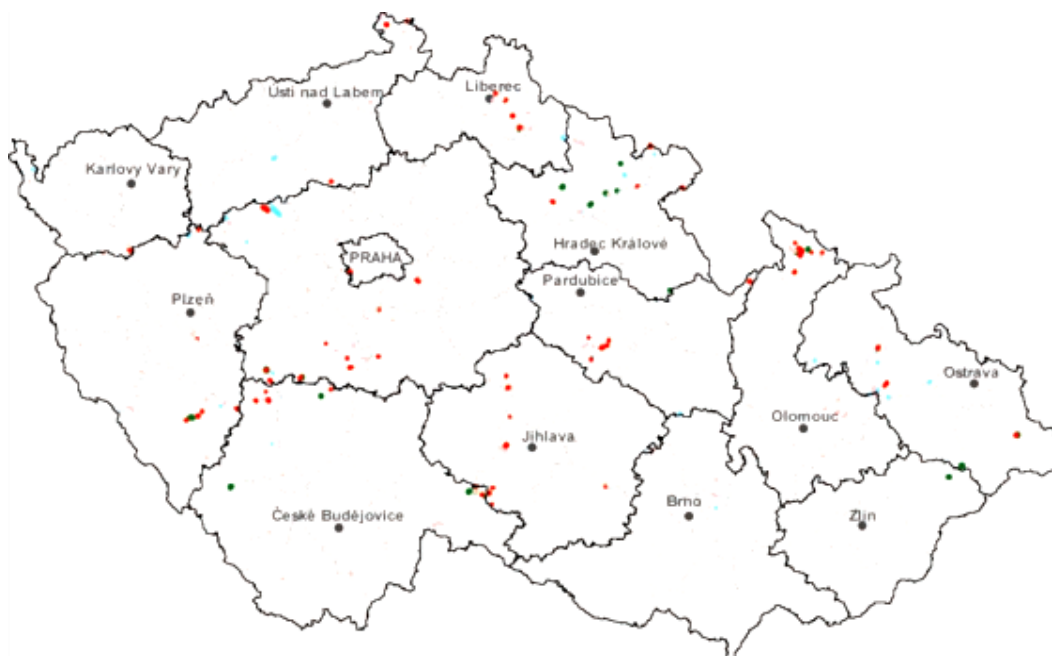 Ústí nad Labem
Liberec
Karlovy Vary
Hradec Králové
PRAHA
Pardubice
Plzeň
Ostrava
Olomouc
Jihlava
Brno
Zlín
České Budějovice